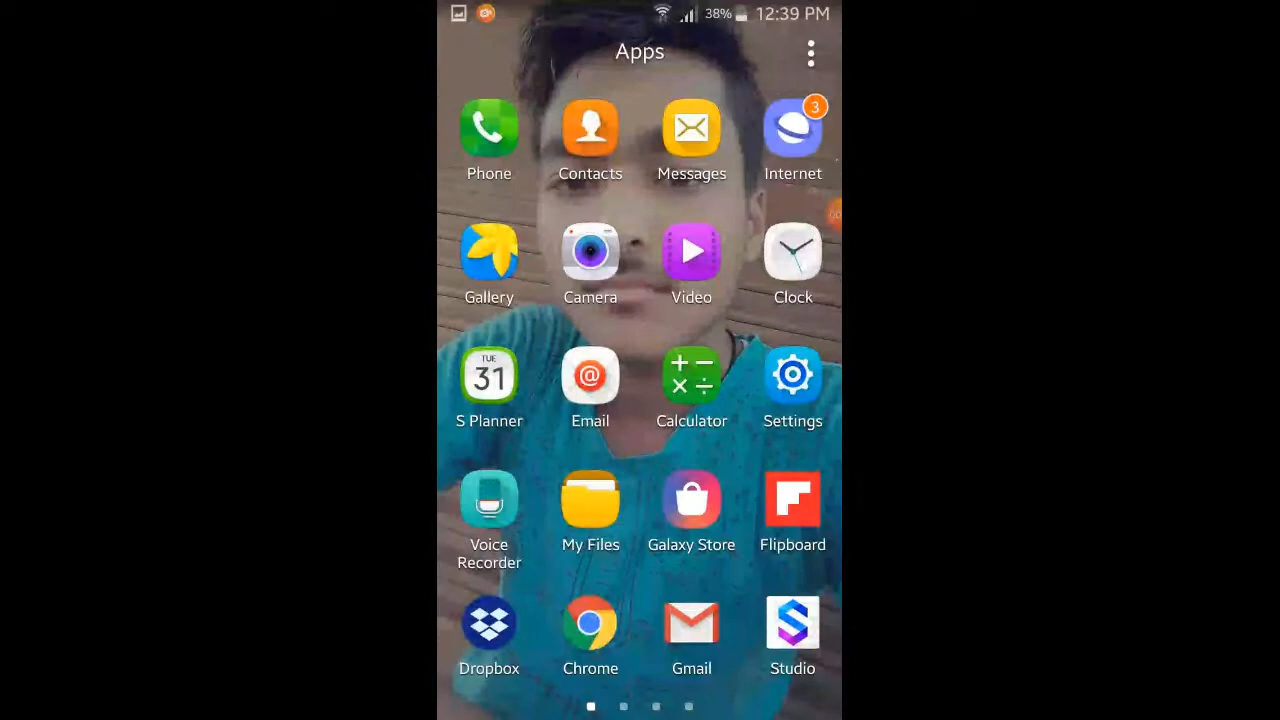 38% 12:39 PM
Apps
3
Phone Contacts Messages Internet
Gallery Camera Video Clock
TUE
31
@
S Planner Email Calculator Settings
Voice Recorder My Files Galaxy Store Flipboard
Dropbox Chrome Gmail Studio